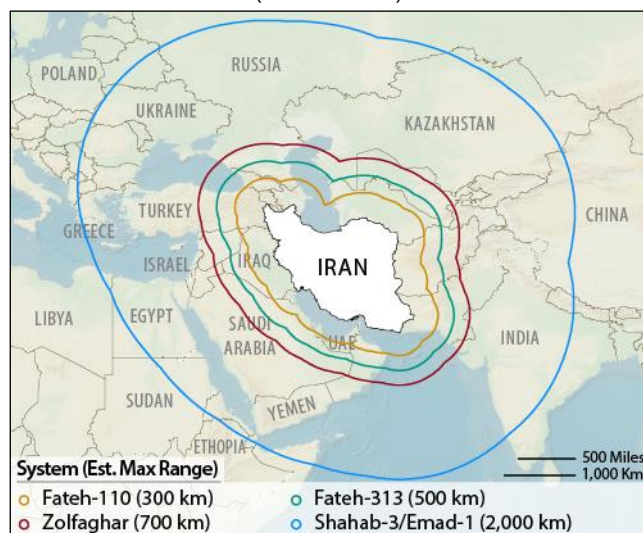 POLAND
RUSSIA
UKRAINE
KAZAKHSTAN
GREECE
TURKEY
CHINA
ISRAEL
IRAQ
IRAN
LIBYA
EGYPT
SAUDI
ARABIA
UAE
INDIA
SUDAN
YEMEN
ETHIOPIA
500 Miles
1,000 Km
System (Est. Max Range)
Fateh-110 (300 km)
Fateh-313 (500 km)
Zolfaghar (700 km)
Shahab-3/Emad-1 (2,000 km)